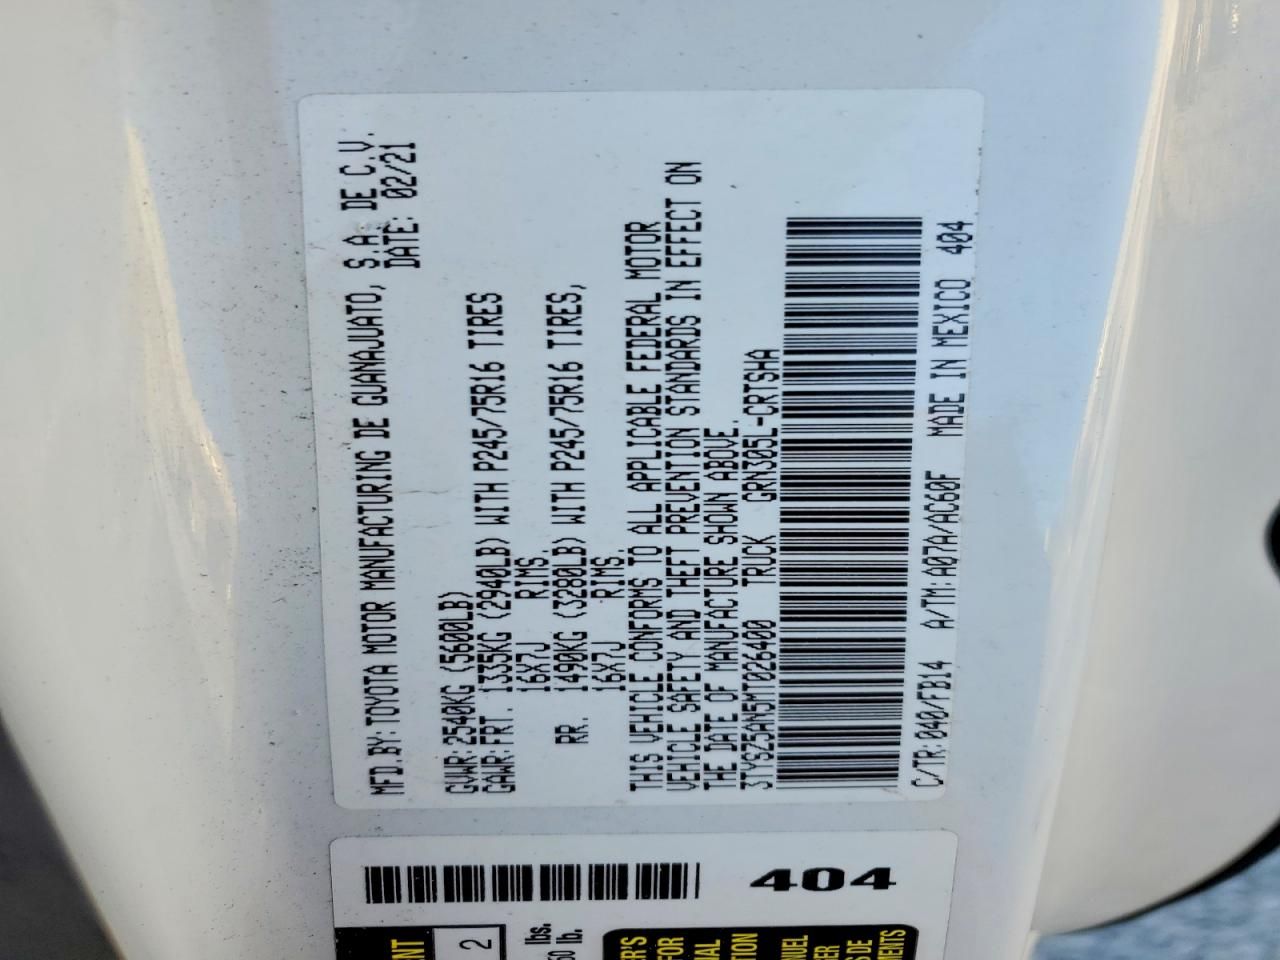 MFD.BY:TOYOTA MOTOR MANUFACTURING DE GUANAJUATO, S.A. DE C.V.
DATE: 02/21
GVWR:2540KG (5600LB)
GAWR:FRT. 1335KG (2940LB) WITH P245/75R16 TIRES
16X7J RIMS.
RR. 1490KG (3280LB) WITH P245/75R16 TIRES,
16X7J RIMS.
THIS VEHICLE CONFORMS TO ALL APPLICABLE FEDERAL MOTOR
VEHICLE SAFETY AND THEFT PREVENTION STANDARDS IN EFFECT ON
THE DATE OF MANUFACTURE SHOWN ABOVE.
3TYSZ5AN5MT026400 TRUCK GRN305L-CRTSHA
C/TR:040/FB14 A/TM:A07A/AC60F MADE IN MEXICO 404
404
2
lbs.
lb.